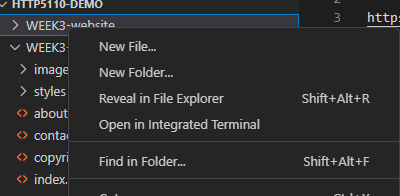 HTTP5110-DEMO
WEEK3-website
WEEK3-
New File...
3
https
imag
New Folder...
styles
Reveal in File Explorer Shift+Alt+R
about
Open in Integrated Terminal
conta
copyri
Find in Folder... Shift+Alt+F
index.